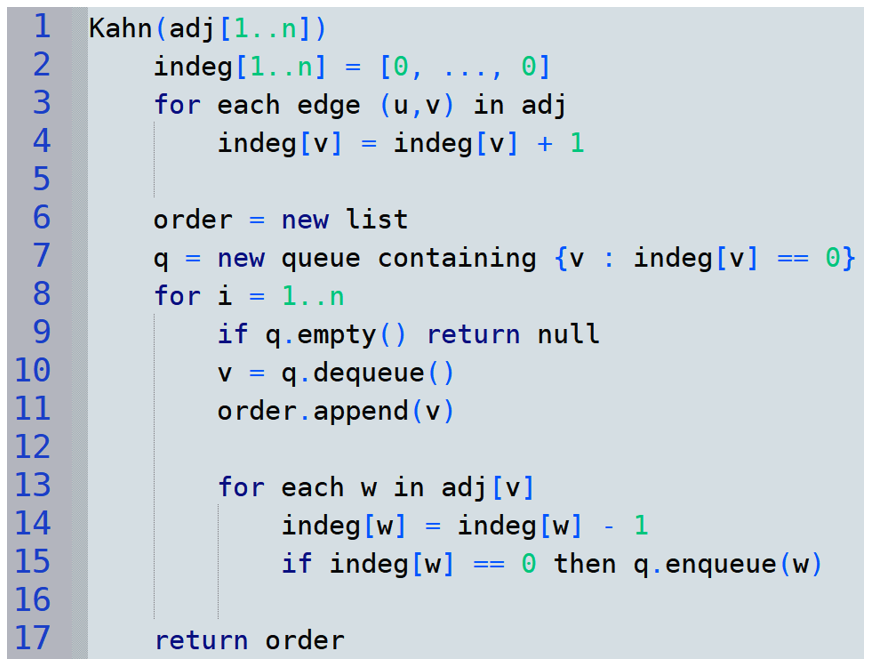 1 Kahn(adj[1..n])
2     indeg[1..n] = [0, ..., 0]
3     for each edge (u,v) in adj
4         indeg[v] = indeg[v] + 1
5
6     order = new list
7     q = new queue containing {v : indeg[v] == 0}
8     for i = 1..n
9         if q.empty() return null
10         v = q.dequeue()
11         order.append(v)
12
13         for each w in adj[v]
14             indeg[w] = indeg[w] - 1
15             if indeg[w] == 0 then q.enqueue(w)
16
17     return order